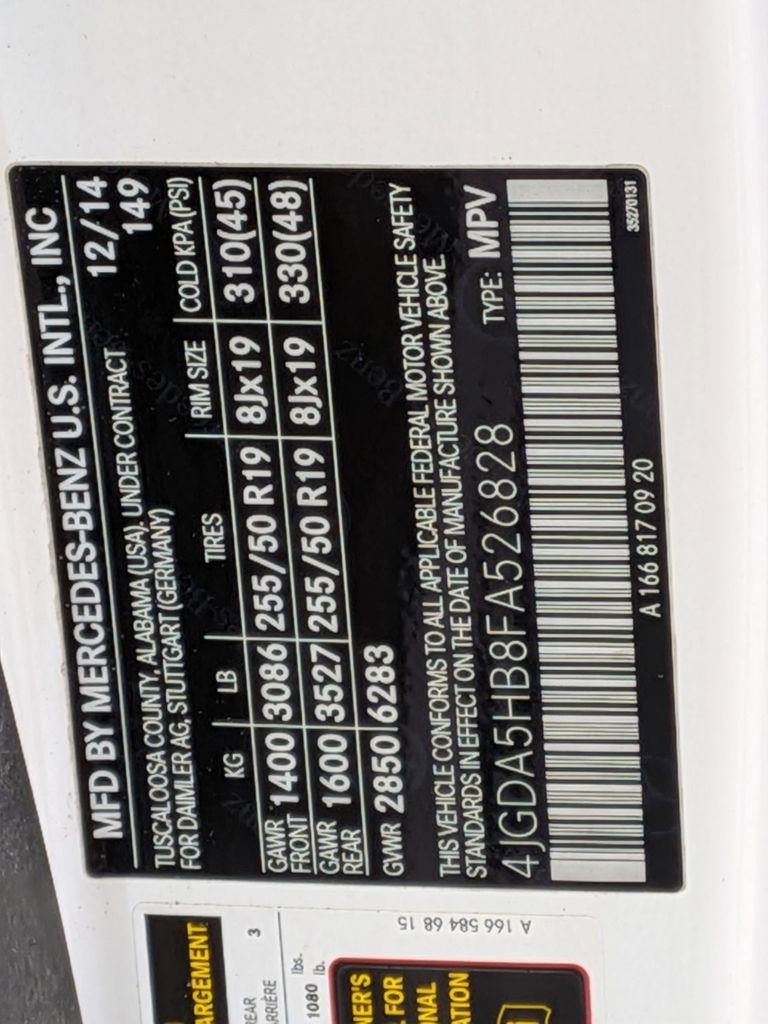 MFD BY MERCEDES-BENZ U.S. INTL., INC
12/14
TUSCALOOSA COUNTY, ALABAMA (USA), UNDER CONTRACT 149
FOR DAIMLER AG, STUTTGART (GERMANY)
KG LB TIRES RIM SIZE COLD KPA (PSI)
GAWR FRONT 1400 3086 255/50 R19 8Jx19 310(45)
GAWR REAR 1600 3527 255/50 R19 8Jx19 330(48)
GVWR 2850 6283
THIS VEHICLE CONFORMS TO ALL APPLICABLE FEDERAL MOTOR VEHICLE SAFETY
STANDARDS IN EFFECT ON THE DATE OF MANUFACTURE SHOWN ABOVE.
4JGDA5HB8FA526828 TYPE: MPV
A 166 817 09 20
35270131
A 166 584 68 15
ARGEMENT
REAR 3
ARRIÈRE
1080 lbs.
lb.
NER'S
FOR
ONAL
ATION